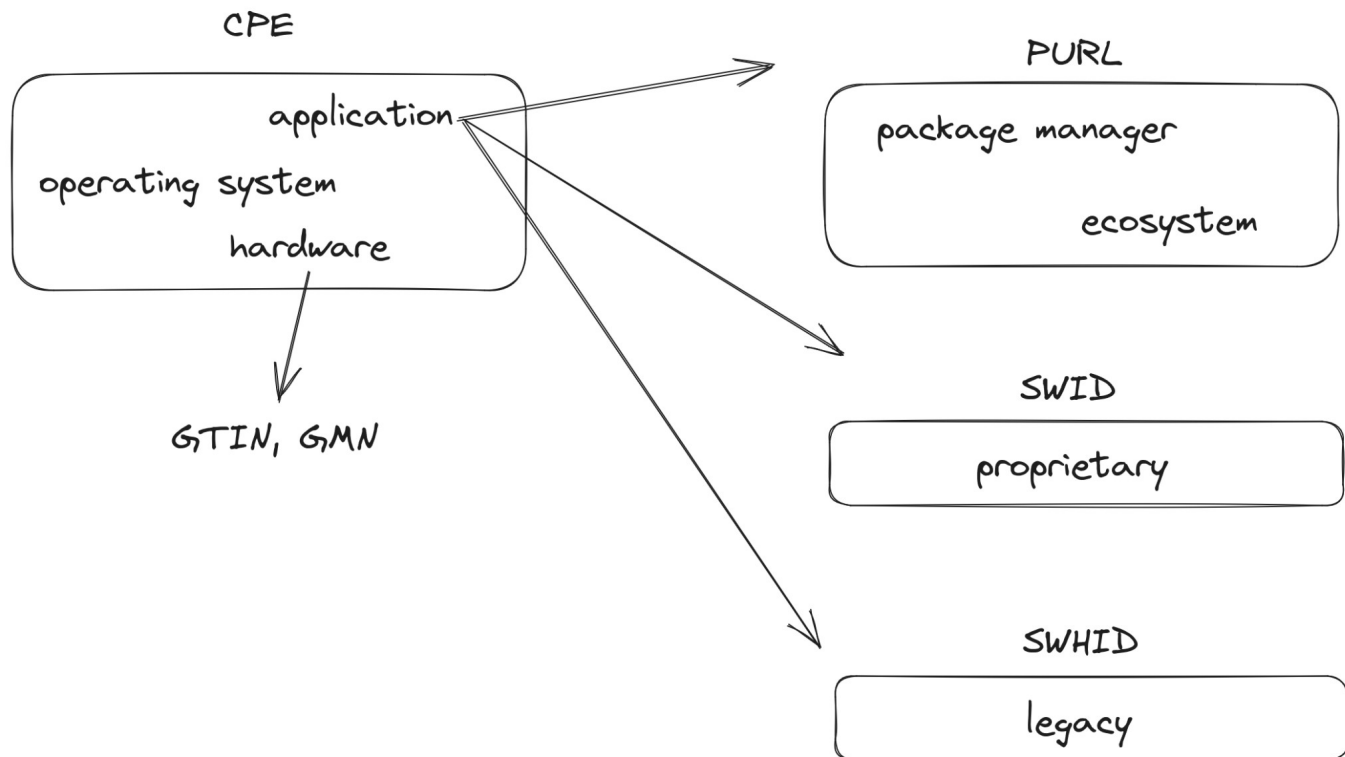 CPE
application
operating system
hardware
GTIN, GMN
PURL
package manager
ecosystem
SWID
proprietary
SWHID
legacy